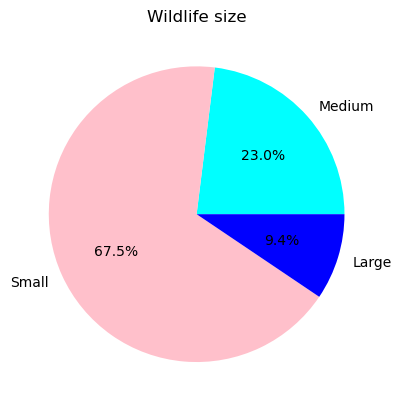 Wildlife size
Medium
23.0%
67.5%
9.4%
Small
Large